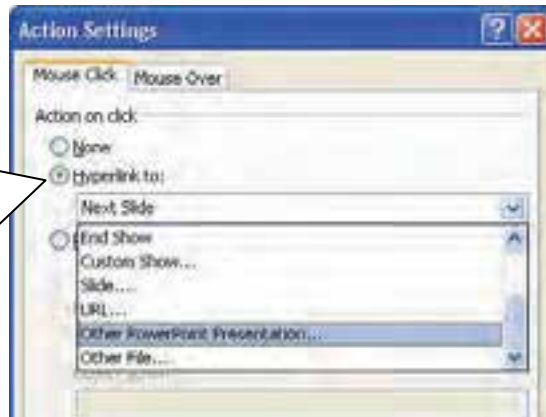 Action Settings
Mouse Click Mouse Over
Action on click
None
Hyperlink to:
Next Slide
End Show
Custom Show...
Slide...
URL...
Other PowerPoint Presentation...
Other File...